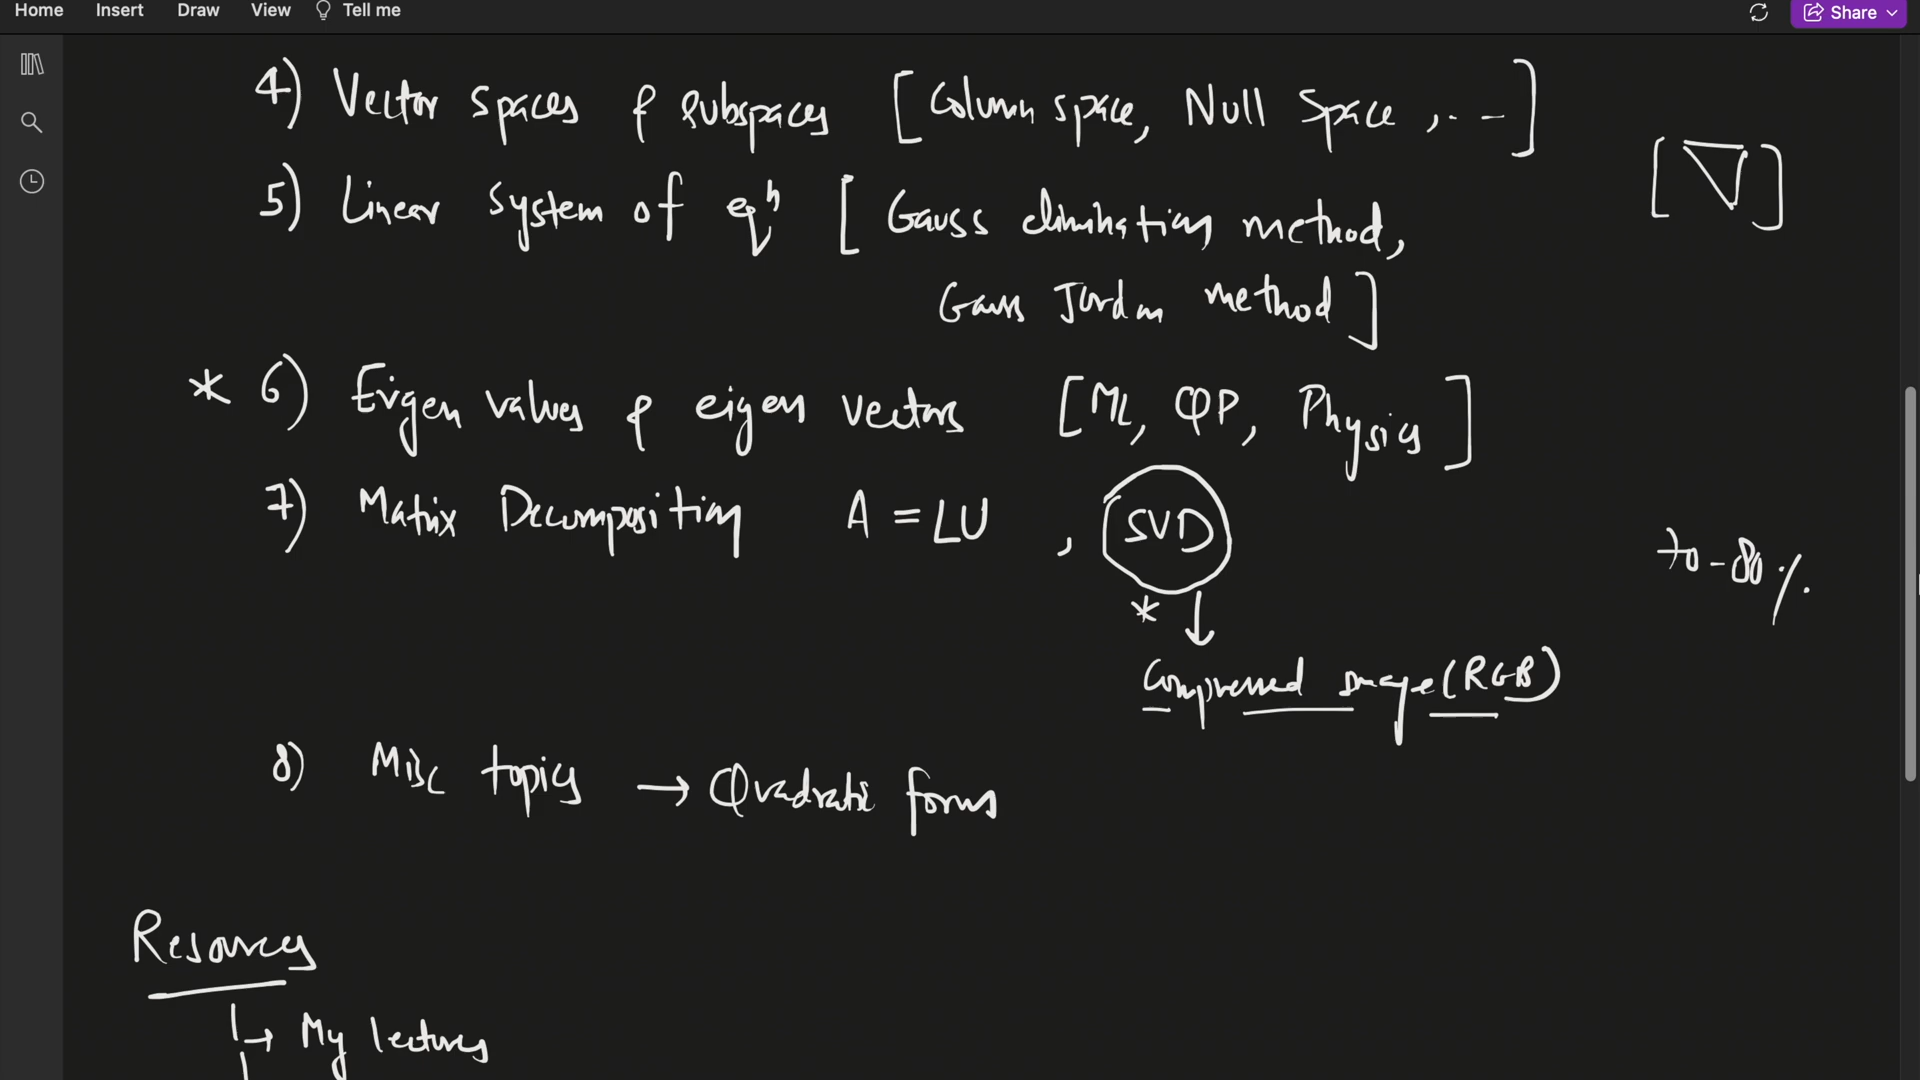 Home Insert Draw View Tell me Share
4) Vector spaces & subspaces [Column space, Null Space, . . -]
5) Linear system of eqn [Gauss elimination method,
Gauss Jordan method]
* 6) Eigen values & eigen vectors [ML, QP, Physics]
7) Matrix Decomposition A = LU , SVD
70-80%.
* ↓
Compressed image (RGB)
8) Misc topics → Quadratic forms
Resources
→ My lectures